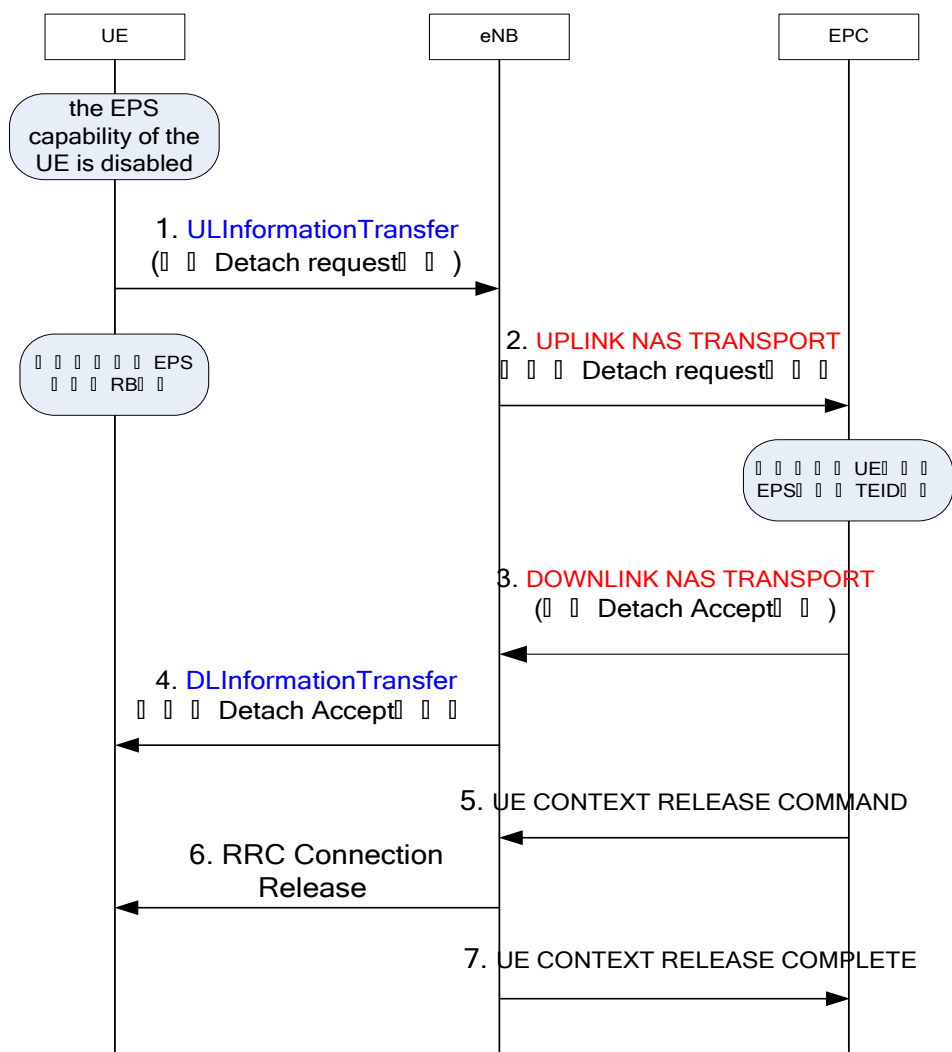 UE
eNB
EPC
the EPS
capability of the
UE is disabled
1. ULInformationTransfer
( Detach request )
2. UPLINK NAS TRANSPORT
Detach request
EPS
RB
UE
EPS TEID
3. DOWNLINK NAS TRANSPORT
( Detach Accept )
4. DLInformationTransfer
Detach Accept
5. UE CONTEXT RELEASE COMMAND
6. RRC Connection
Release
7. UE CONTEXT RELEASE COMPLETE